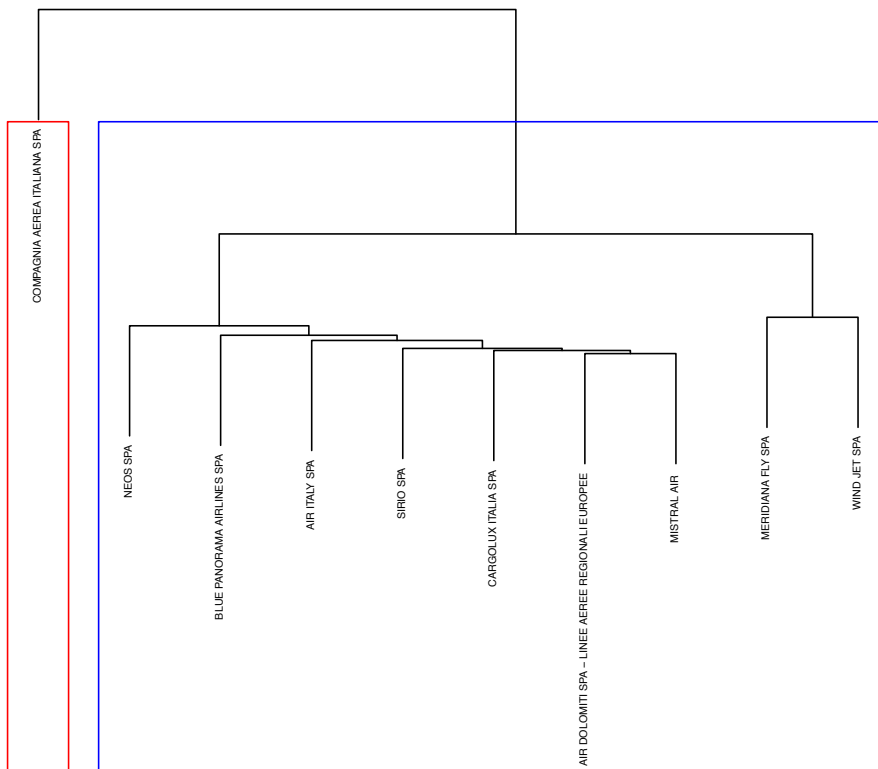 COMPAGNIA AEREA ITALIANA SPA
NEOS SPA
BLUE PANORAMA AIRLINES SPA
AIR ITALY SPA
SIRIO SPA
CARGOLUX ITALIA SPA
AIR DOLOMITI SPA – LINEE AEREE REGIONALI EUROPEE
MISTRAL AIR
MERIDIANA FLY SPA
WIND JET SPA